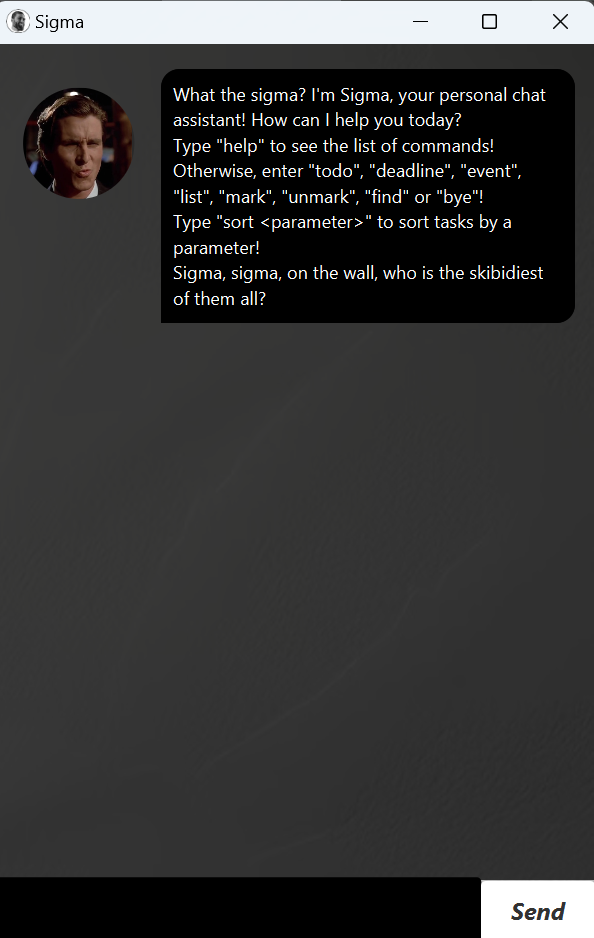 Sigma
What the sigma? I'm Sigma, your personal chat
assistant! How can I help you today?
Type "help" to see the list of commands!
Otherwise, enter "todo", "deadline", "event",
"list", "mark", "unmark", "find" or "bye"!
Type "sort <parameter>" to sort tasks by a
parameter!
Sigma, sigma, on the wall, who is the skibidiest
of them all?
Send